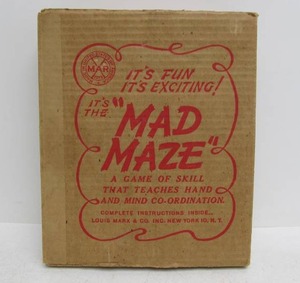 MAR
IT'S FUN
IT'S EXCITING!
IT'S
THE "MAD
MAZE"
A GAME OF SKILL
THAT TEACHES HAND
AND MIND CO-ORDINATION.
COMPLETE INSTRUCTIONS INSIDE...
LOUIS MARX & CO. INC. NEW YORK 10, N.Y.